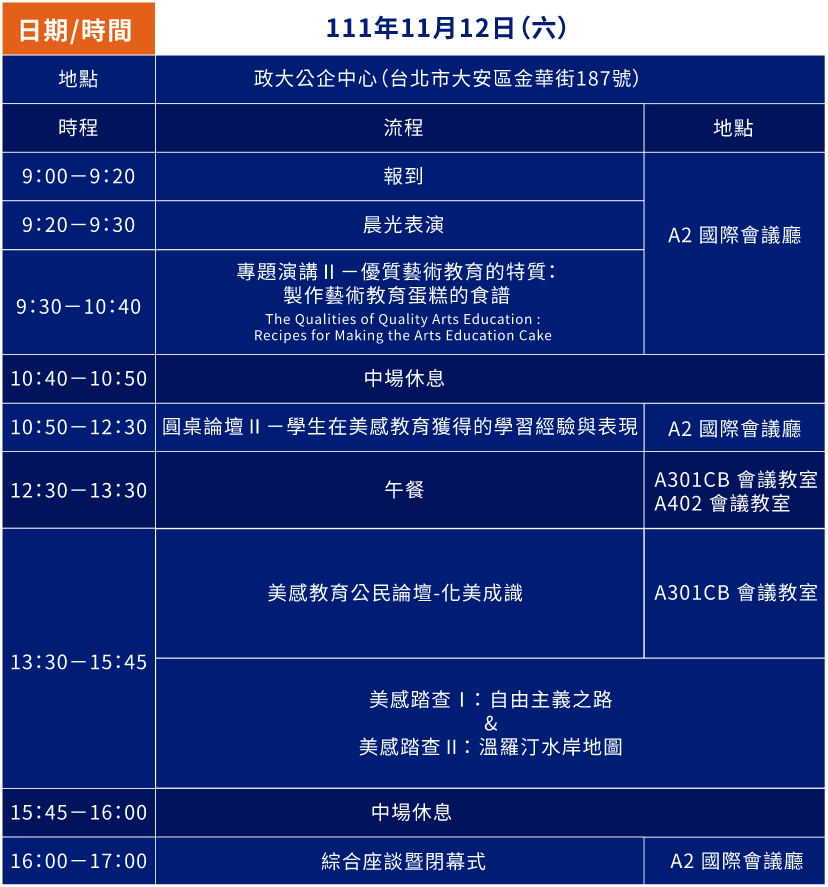 日期/時間
111年11月12日（六）
地點
政大公企中心（台北市大安區金華街187號）
時程
流程
地點
9：00－9：20
報到
A2 國際會議廳
9：20－9：30
晨光表演
9：30－10：40
專題演講Ⅱ－優質藝術教育的特質：
製作藝術教育蛋糕的食譜
The Qualities of Quality Arts Education :
Recipes for Making the Arts Education Cake
10：40－10：50
中場休息
10：50－12：30
圓桌論壇Ⅱ－學生在美感教育獲得的學習經驗與表現
A2 國際會議廳
12：30－13：30
午餐
A301CB 會議教室
A402 會議教室
13：30－15：45
美感教育公民論壇-化美成識
A301CB 會議教室
美感踏查Ⅰ：自由主義之路
&
美感踏查Ⅱ：溫羅汀水岸地圖
15：45－16：00
中場休息
16：00－17：00
綜合座談暨閉幕式
A2 國際會議廳